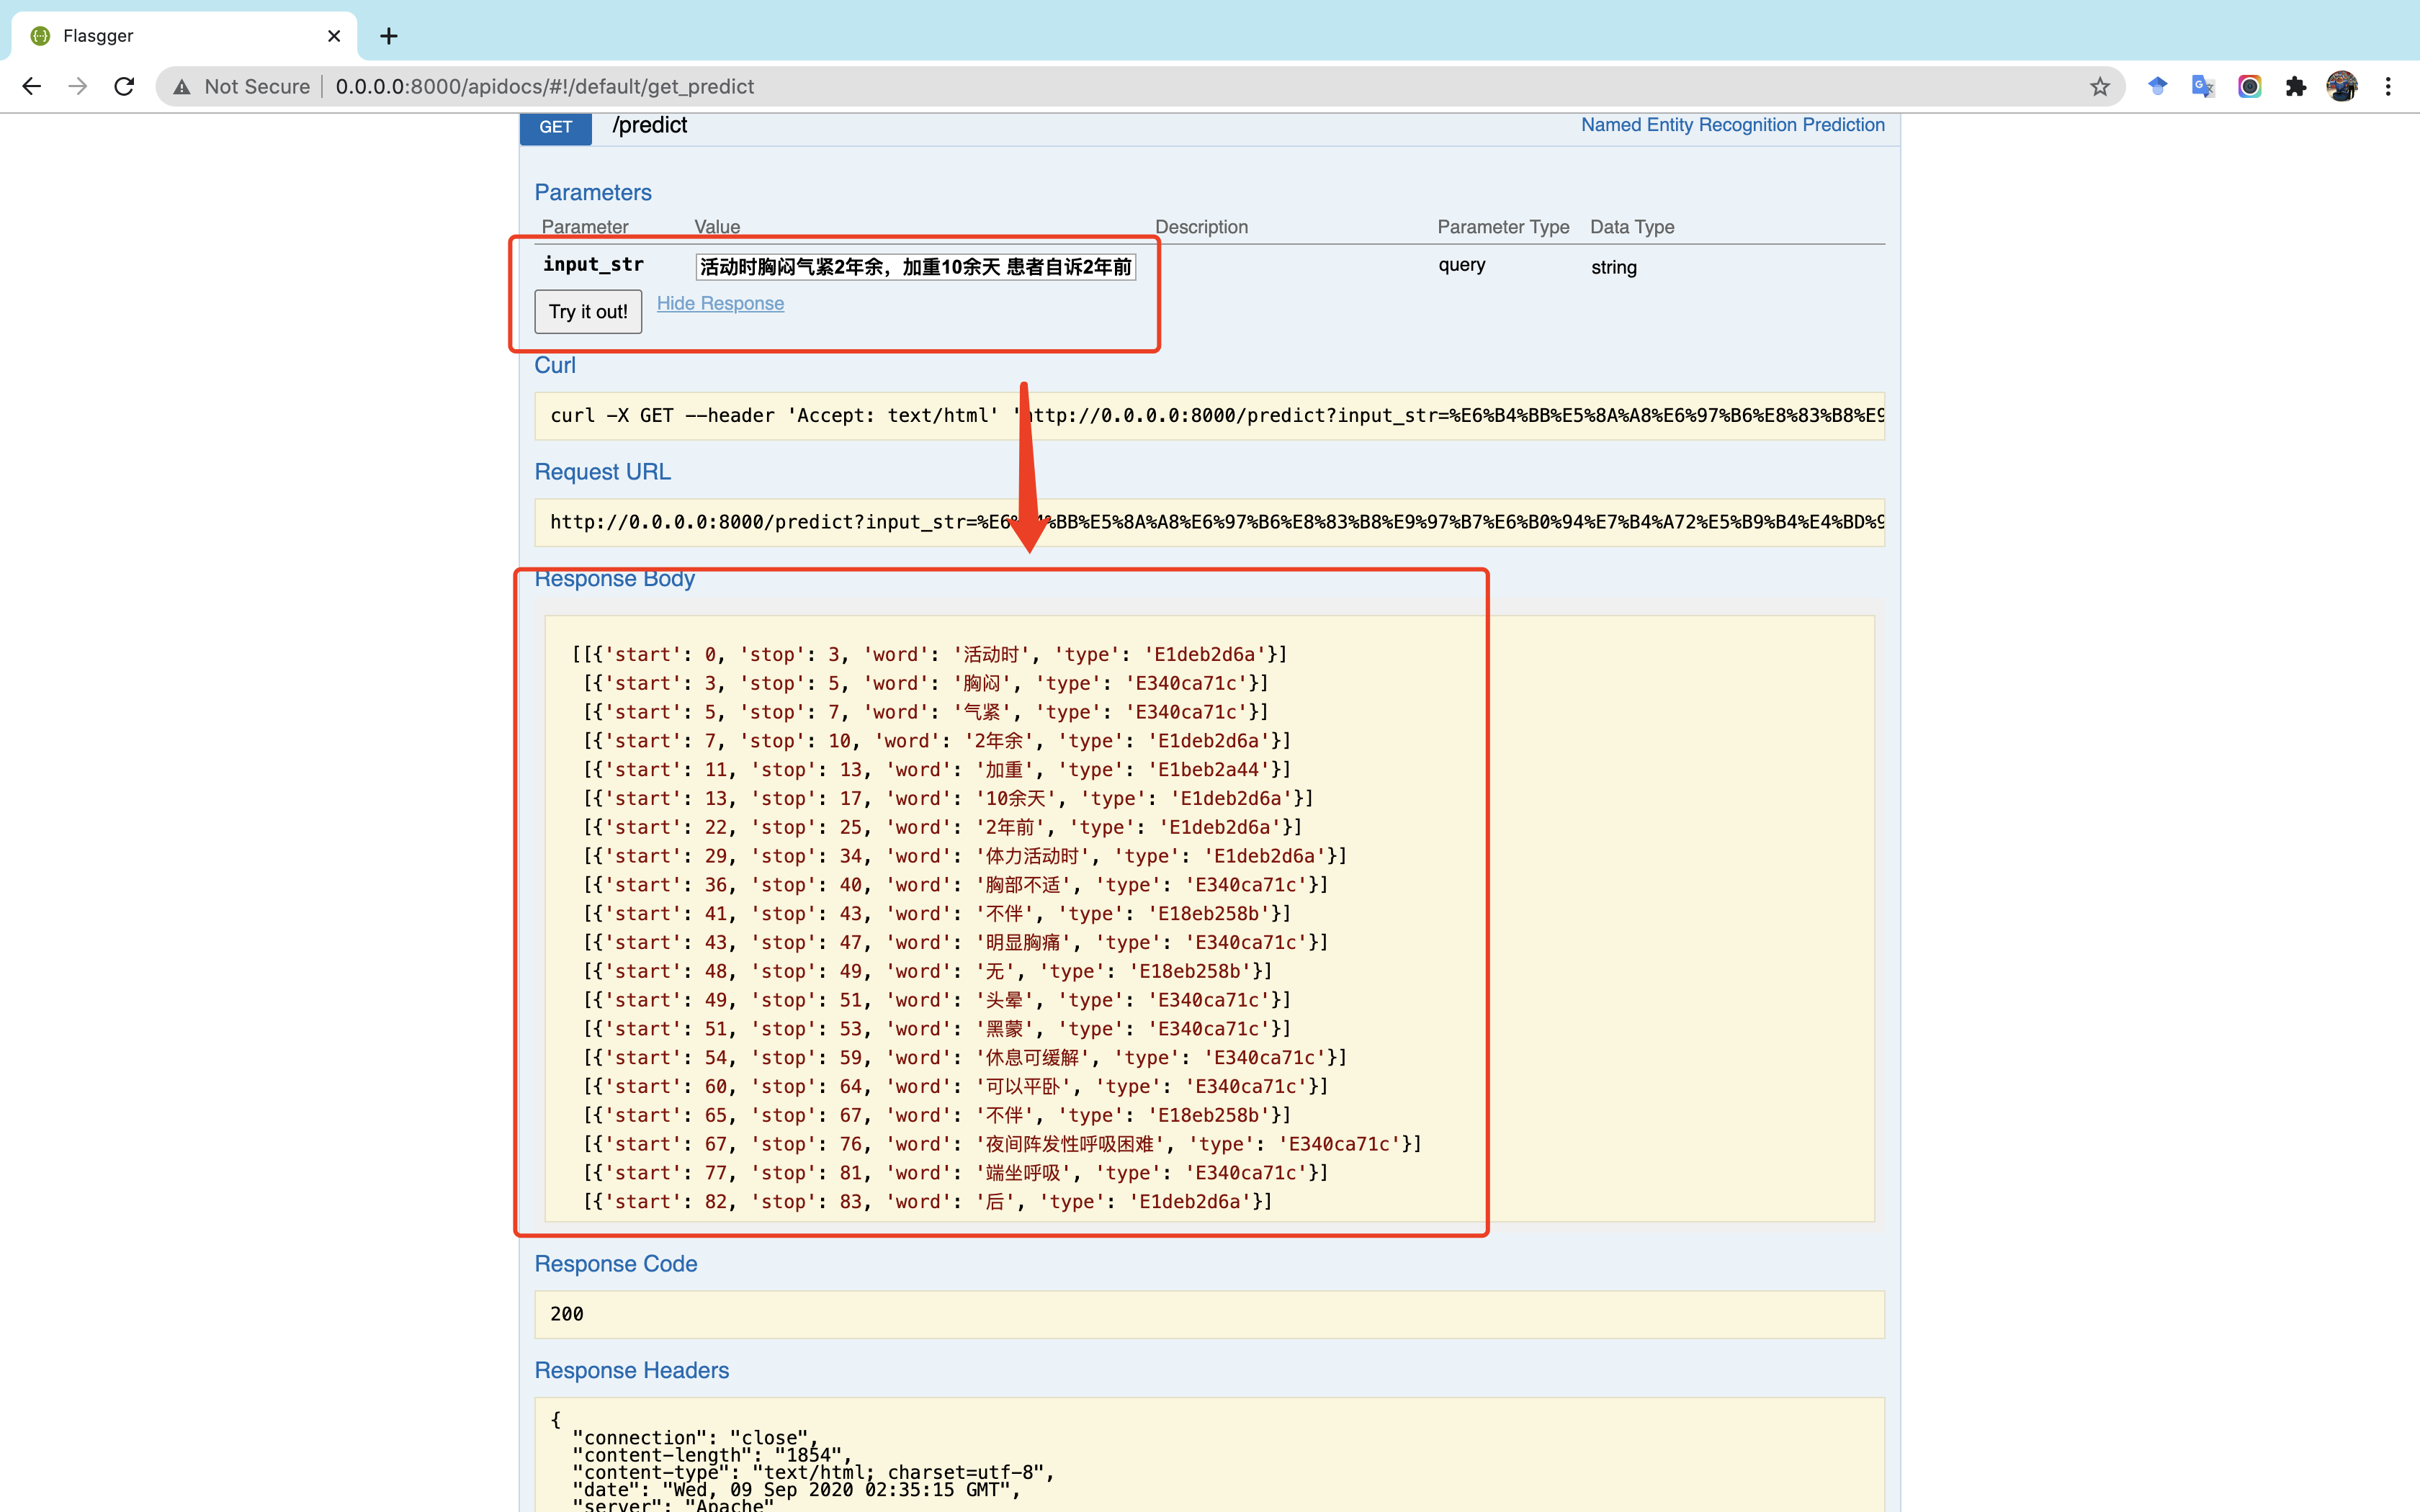 Flasgger
Not Secure 0.0.0.0:8000/apidocs/#!/default/get_predict
GET /predict Named Entity Recognition Prediction
Parameters
Parameter Value Description Parameter Type Data Type
input_str 活动时胸闷气紧2年余，加重10余天 患者自诉2年前 query string
Try it out! Hide Response
Curl
curl -X GET --header 'Accept: text/html' 'http://0.0.0.0:8000/predict?input_str=%E6%B4%BB%E5%8A%A8%E6%97%B6%E8%83%B8%E9
Request URL
http://0.0.0.0:8000/predict?input_str=%E6%B4%BB%E5%8A%A8%E6%97%B6%E8%83%B8%E9%97%B7%E6%B0%94%E7%B4%A72%E5%B9%B4%E4%BD%9
Response Body
[[{'start': 0, 'stop': 3, 'word': '活动时', 'type': 'E1deb2d6a'}]
[{'start': 3, 'stop': 5, 'word': '胸闷', 'type': 'E340ca71c'}]
[{'start': 5, 'stop': 7, 'word': '气紧', 'type': 'E340ca71c'}]
[{'start': 7, 'stop': 10, 'word': '2年余', 'type': 'E1deb2d6a'}]
[{'start': 11, 'stop': 13, 'word': '加重', 'type': 'E1beb2a44'}]
[{'start': 13, 'stop': 17, 'word': '10余天', 'type': 'E1deb2d6a'}]
[{'start': 22, 'stop': 25, 'word': '2年前', 'type': 'E1deb2d6a'}]
[{'start': 29, 'stop': 34, 'word': '体力活动时', 'type': 'E1deb2d6a'}]
[{'start': 36, 'stop': 40, 'word': '胸部不适', 'type': 'E340ca71c'}]
[{'start': 41, 'stop': 43, 'word': '不伴', 'type': 'E18eb258b'}]
[{'start': 43, 'stop': 47, 'word': '明显胸痛', 'type': 'E340ca71c'}]
[{'start': 48, 'stop': 49, 'word': '无', 'type': 'E18eb258b'}]
[{'start': 49, 'stop': 51, 'word': '头晕', 'type': 'E340ca71c'}]
[{'start': 51, 'stop': 53, 'word': '黑蒙', 'type': 'E340ca71c'}]
[{'start': 54, 'stop': 59, 'word': '休息可缓解', 'type': 'E340ca71c'}]
[{'start': 60, 'stop': 64, 'word': '可以平卧', 'type': 'E340ca71c'}]
[{'start': 65, 'stop': 67, 'word': '不伴', 'type': 'E18eb258b'}]
[{'start': 67, 'stop': 76, 'word': '夜间阵发性呼吸困难', 'type': 'E340ca71c'}]
[{'start': 77, 'stop': 81, 'word': '端坐呼吸', 'type': 'E340ca71c'}]
[{'start': 82, 'stop': 83, 'word': '后', 'type': 'E1deb2d6a'}]
Response Code
200
Response Headers
{
"connection": "close",
"content-length": "1854",
"content-type": "text/html; charset=utf-8",
"date": "Wed, 09 Sep 2020 02:35:15 GMT",
"server": "Apache"